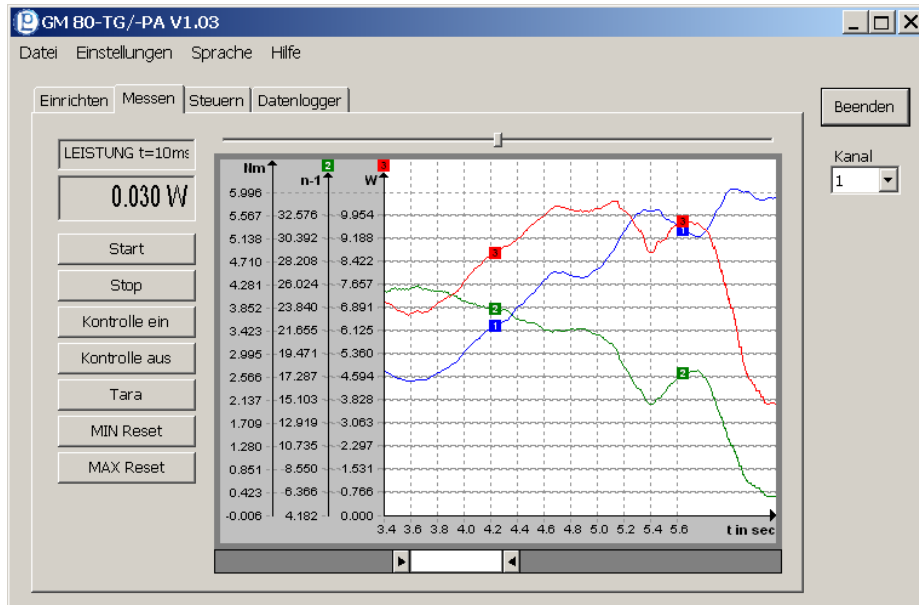 GM 80-TG/-PA V1.03
Datei Einstellungen Sprache Hilfe
Einrichten Messen Steuern Datenlogger
Beenden
Kanal
1
LEISTUNG t=10ms
0.030 W
Start
Stop
Kontrolle ein
Kontrolle aus
Tara
MIN Reset
MAX Reset
Nm 2 3
n-1 W
5.996
5.567 32.576 9.954
5.138 30.392 9.188
4.710 28.208 8.422
4.281 26.024 7.657
3.852 23.840 6.891
3.423 21.655 6.125
2.995 19.471 5.360
2.566 17.287 4.594
2.137 15.103 3.828
1.709 12.919 3.063
1.280 10.735 2.297
0.851 8.550 1.531
0.423 6.366 0.766
-0.006 4.182 0.000
3 3
1
2
1
2
3.4 3.6 3.8 4.0 4.2 4.4 4.6 4.8 5.0 5.2 5.4 5.6 t in sec